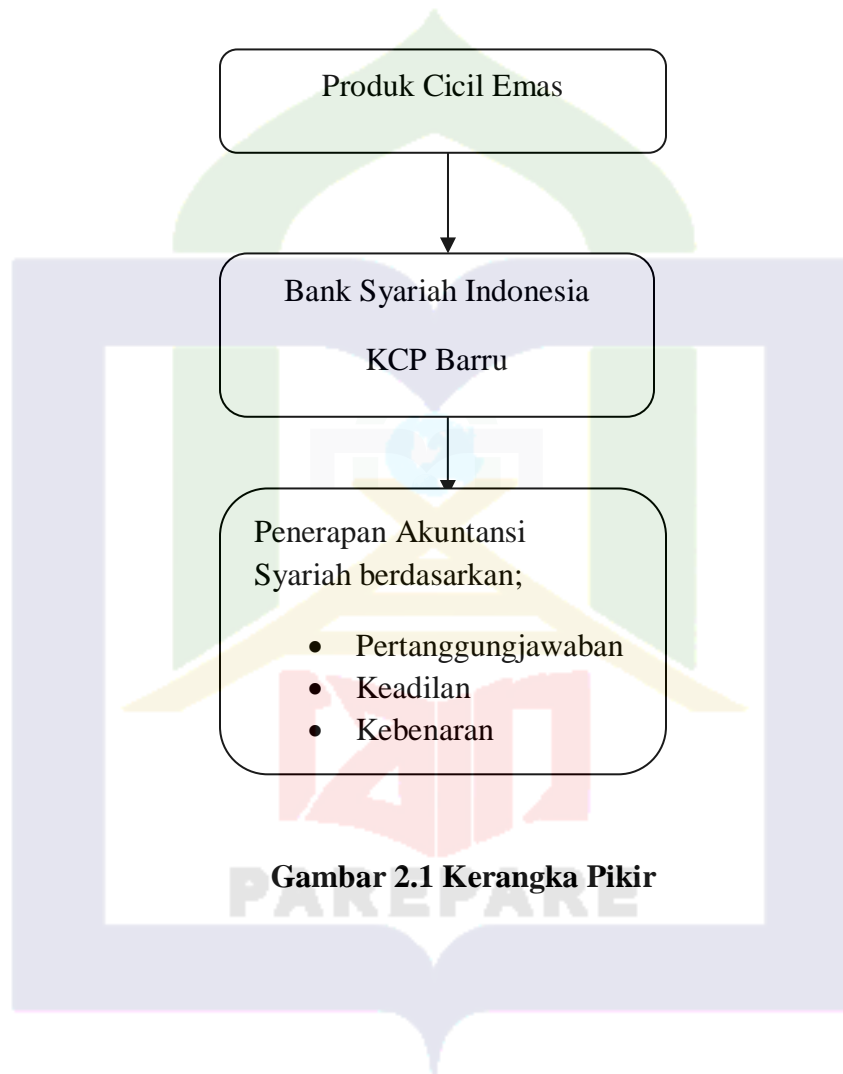 Produk Cicil Emas
Bank Syariah Indonesia
KCP Barru
Penerapan Akuntansi
Syariah berdasarkan;
• Pertanggungjawaban
• Keadilan
• Kebenaran
Gambar 2.1 Kerangka Pikir
PAREPARE